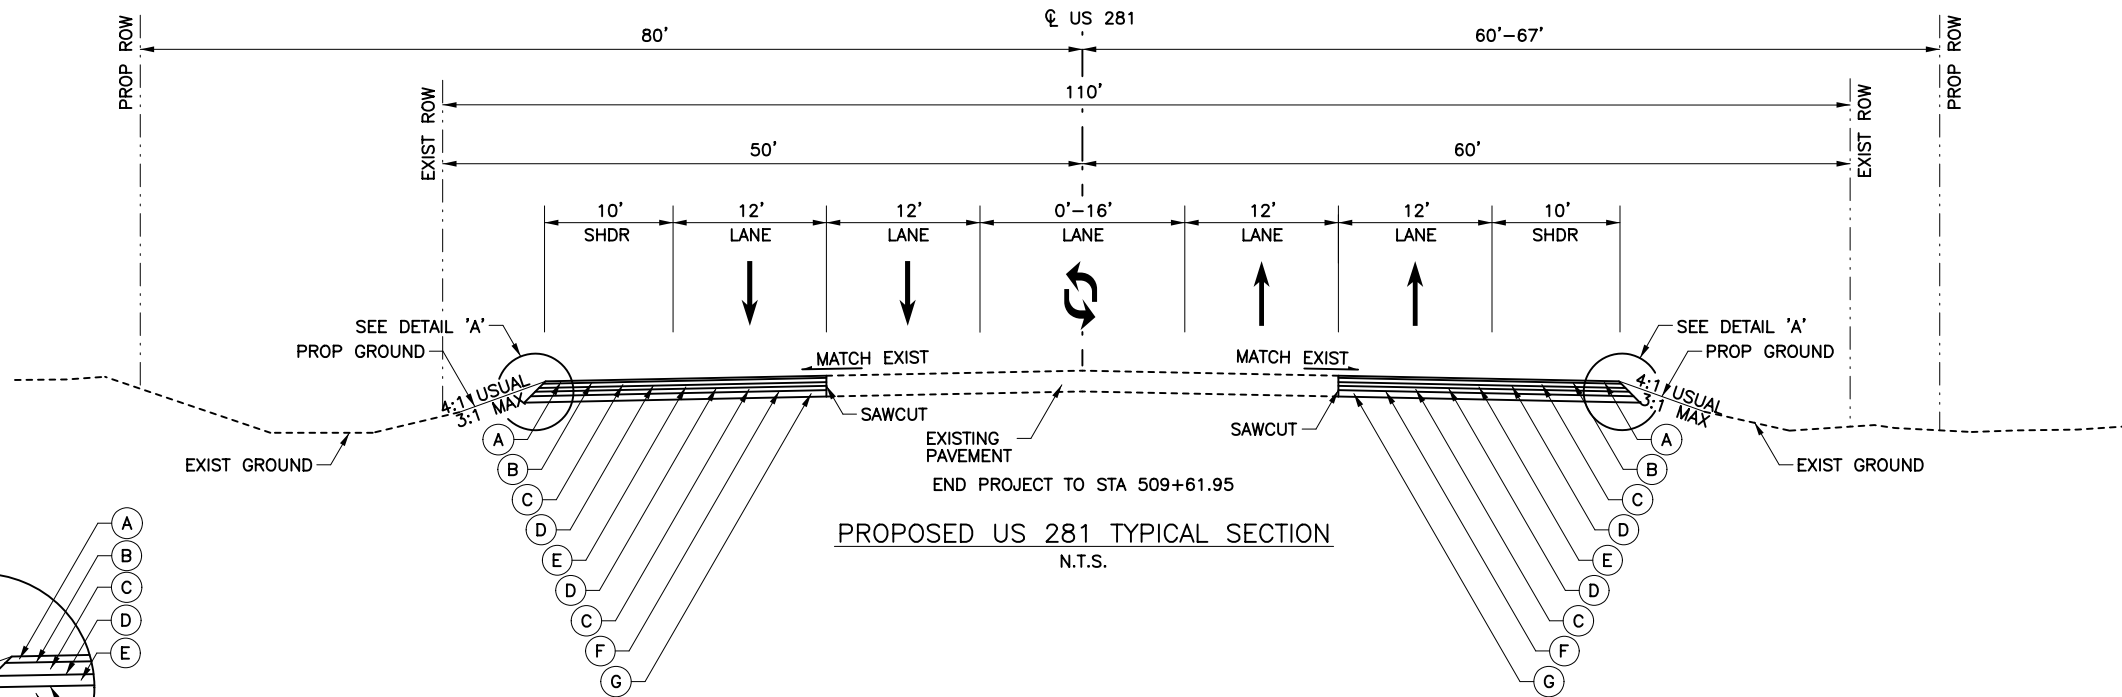 ℄ US 281
80'
60'-67'
PROP ROW
PROP ROW
110'
EXIST ROW
EXIST ROW
50'
60'
10'
SHDR
12'
LANE
12'
LANE
0'-16'
LANE
12'
LANE
12'
LANE
10'
SHDR
SEE DETAIL 'A'
PROP GROUND
4:1 USUAL
3:1 MAX
MATCH EXIST
MATCH EXIST
SEE DETAIL 'A'
PROP GROUND
4:1 USUAL
3:1 MAX
SAWCUT
SAWCUT
EXISTING
PAVEMENT
EXIST GROUND
EXIST GROUND
END PROJECT TO STA 509+61.95
PROPOSED US 281 TYPICAL SECTION
N.T.S.
A
B
C
D
E
D
C
F
G
A
B
C
D
E
D
C
F
G
A
B
C
D
E